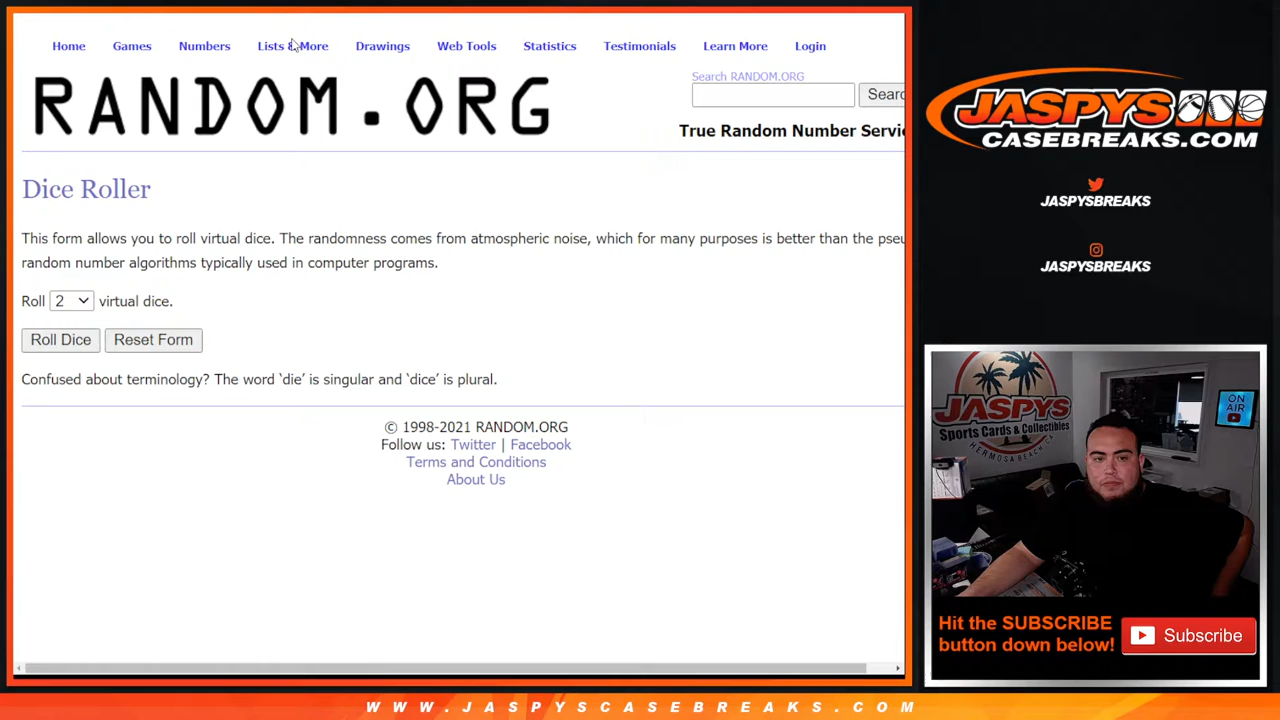 Home Games Numbers Lists & More Drawings Web Tools Statistics Testimonials Learn More Login
RANDOM.ORG
Search RANDOM.ORG
Searc
True Random Number Servic
Dice Roller
This form allows you to roll virtual dice. The randomness comes from atmospheric noise, which for many purposes is better than the pseu
random number algorithms typically used in computer programs.
Roll 2 virtual dice.
Roll Dice Reset Form
Confused about terminology? The word ‘die’ is singular and ‘dice’ is plural.
© 1998-2021 RANDOM.ORG
Follow us: Twitter | Facebook
Terms and Conditions
About Us
JASPYS
CASEBREAKS.COM
JASPYSBREAKS
JASPYSBREAKS
JASPYS
Sports Cards & Collectibles
HERMOSA BEACH, CA
ON
AIR
Hit the SUBSCRIBE
button down below!
Subscribe
WWW.JASPYSCASEBREAKS.COM